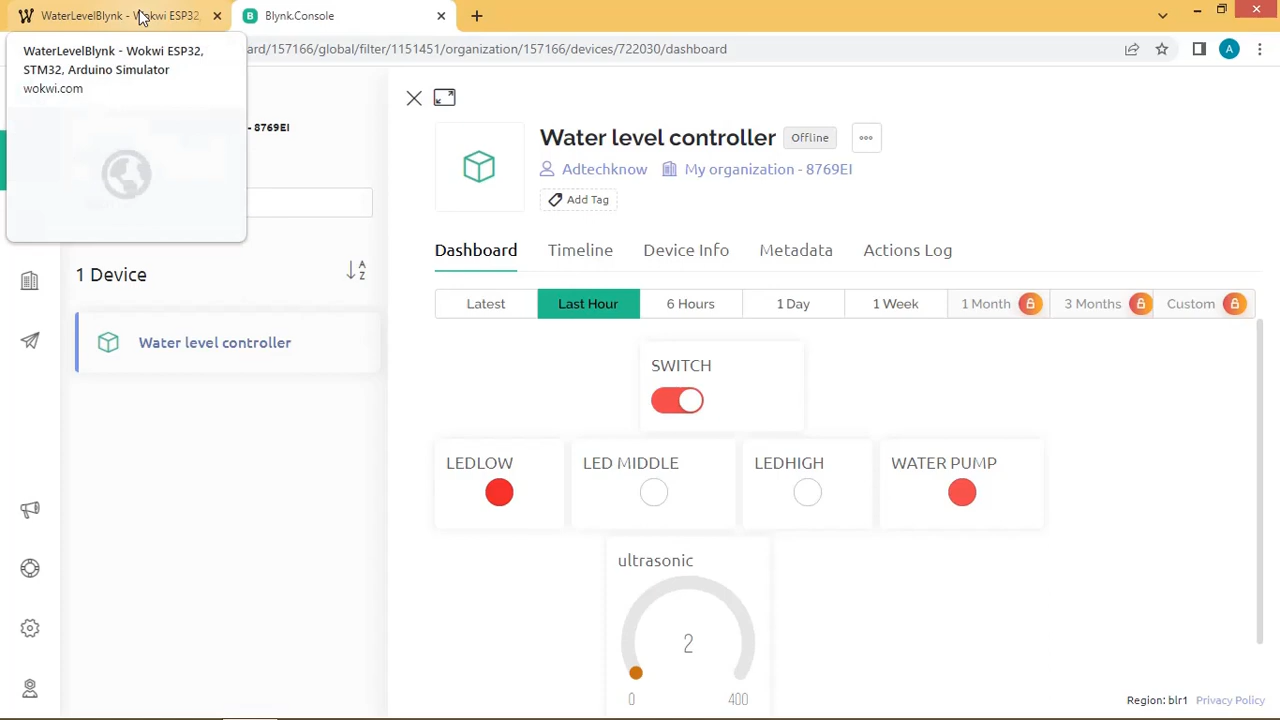 WaterLevelBlynk - Wokwi ESP32,
Blynk.Console
WaterLevelBlynk - Wokwi ESP32,
STM32, Arduino Simulator
wokwi.com
ard/157166/global/filter/1151451/organization/157166/devices/722030/dashboard
A
- 8769EI
Water level controller
Offline
Adtechknow
My organization - 8769EI
Add Tag
Dashboard
Timeline
Device Info
Metadata
Actions Log
1 Device
Latest
Last Hour
6 Hours
1 Day
1 Week
1 Month
3 Months
Custom
Water level controller
SWITCH
LEDLOW
LED MIDDLE
LEDHIGH
WATER PUMP
ultrasonic
2
0
400
Region: blr1
Privacy Policy